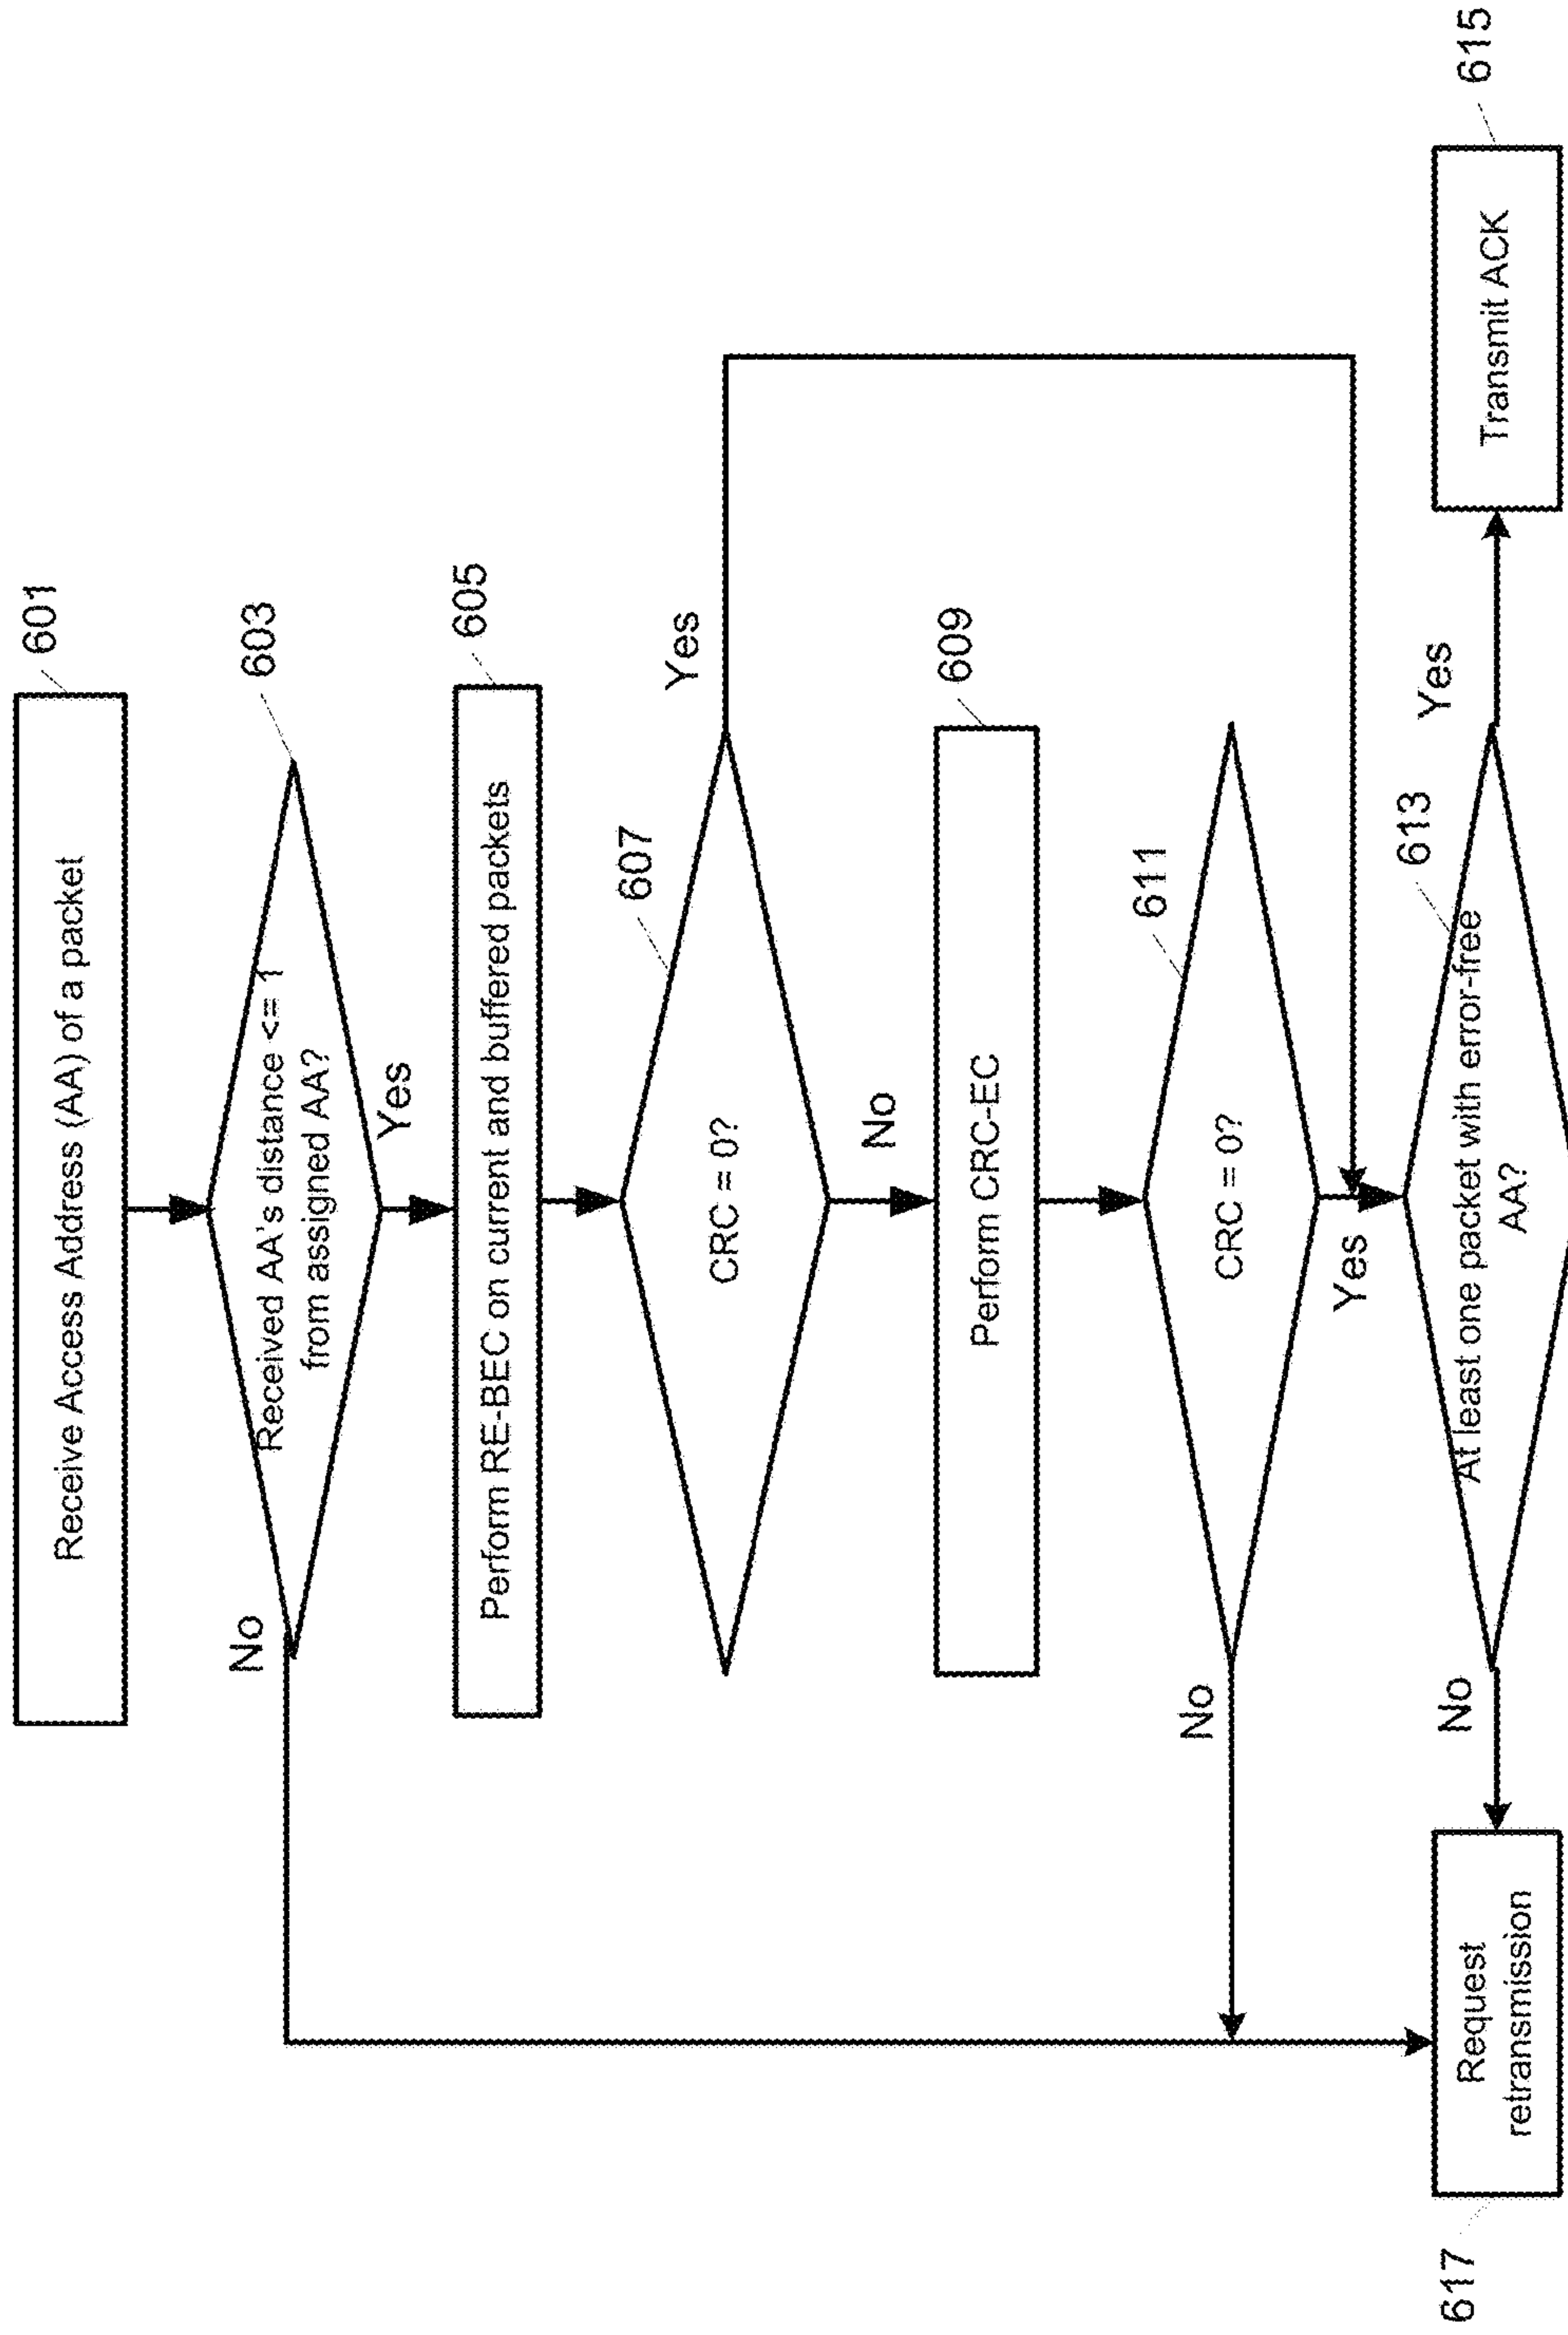 601
Receive Access Address (AA) of a packet
603
Received AA's distance <= 1
from assigned AA?
No
Yes
605
Perform RE-BEC on current and buffered packets
607
CRC = 0?
Yes
No
609
Perform CRC-EC
611
CRC = 0?
No
Yes
613
At least one packet with error-free
AA?
No
Yes
617
Request
retransmission
615
Transmit ACK